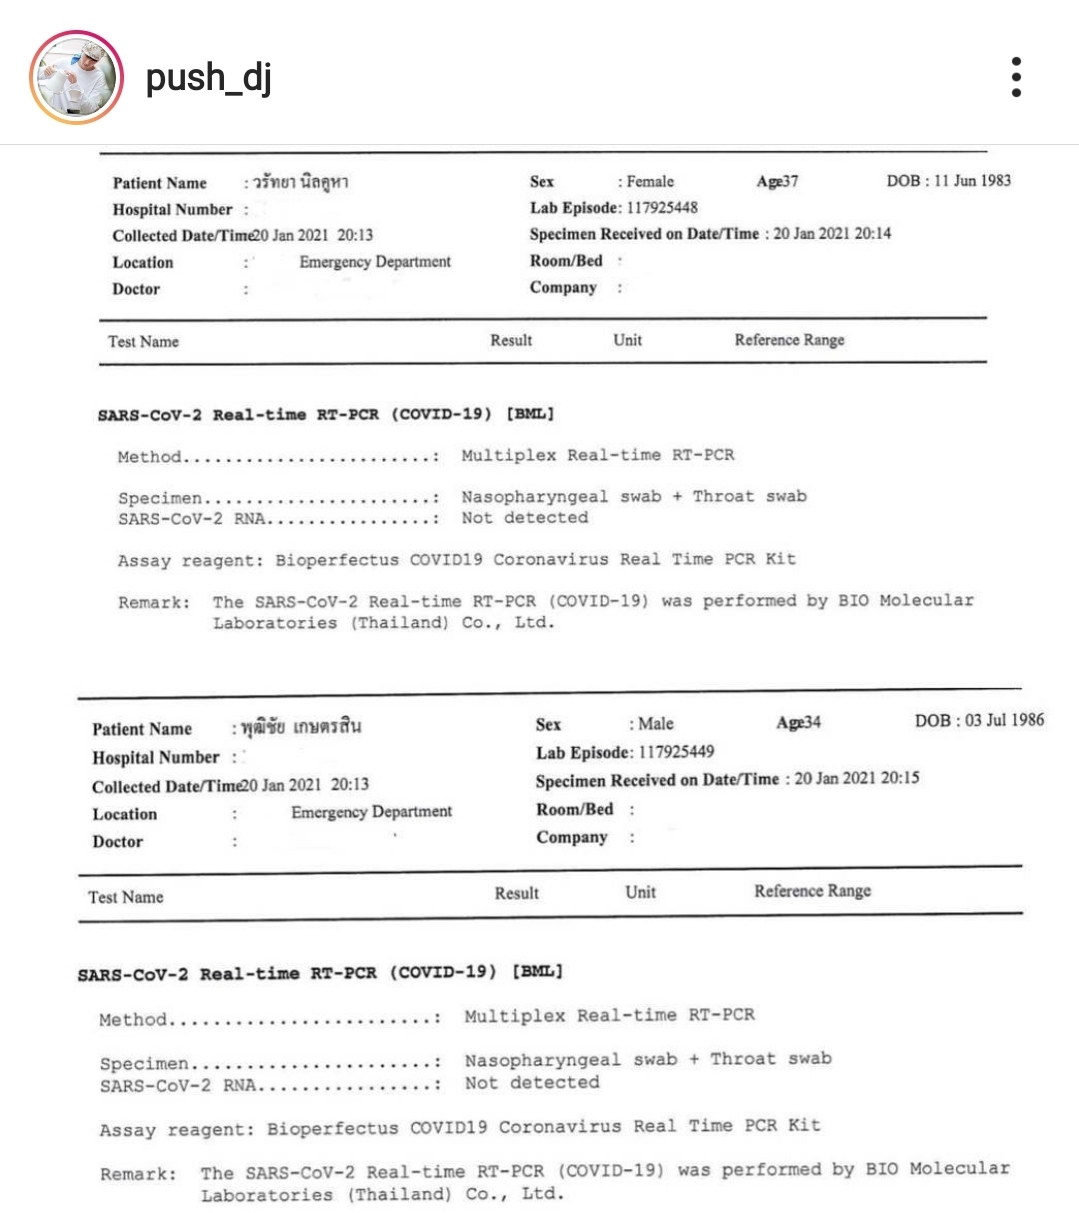 push_dj
Patient Name : วรัทยา นิลคูหา Sex : Female Age37 DOB : 11 Jun 1983
Hospital Number : Lab Episode: 117925448
Collected Date/Time20 Jan 2021 20:13 Specimen Received on Date/Time : 20 Jan 2021 20:14
Location : Emergency Department Room/Bed :
Doctor : Company :
Test Name Result Unit Reference Range
SARS-CoV-2 Real-time RT-PCR (COVID-19) [BML]
Method........................: Multiplex Real-time RT-PCR
Specimen......................: Nasopharyngeal swab + Throat swab
SARS-CoV-2 RNA................: Not detected
Assay reagent: Bioperfectus COVID19 Coronavirus Real Time PCR Kit
Remark: The SARS-CoV-2 Real-time RT-PCR (COVID-19) was performed by BIO Molecular
Laboratories (Thailand) Co., Ltd.
Patient Name : พุฒิชัย เกษตรสิน Sex : Male Age34 DOB : 03 Jul 1986
Hospital Number : Lab Episode: 117925449
Collected Date/Time20 Jan 2021 20:13 Specimen Received on Date/Time : 20 Jan 2021 20:15
Location : Emergency Department Room/Bed :
Doctor : Company :
Test Name Result Unit Reference Range
SARS-CoV-2 Real-time RT-PCR (COVID-19) [BML]
Method.........................: Multiplex Real-time RT-PCR
Specimen.......................: Nasopharyngeal swab + Throat swab
SARS-CoV-2 RNA.................: Not detected
Assay reagent: Bioperfectus COVID19 Coronavirus Real Time PCR Kit
Remark: The SARS-CoV-2 Real-time RT-PCR (COVID-19) was performed by BIO Molecular
Laboratories (Thailand) Co., Ltd.